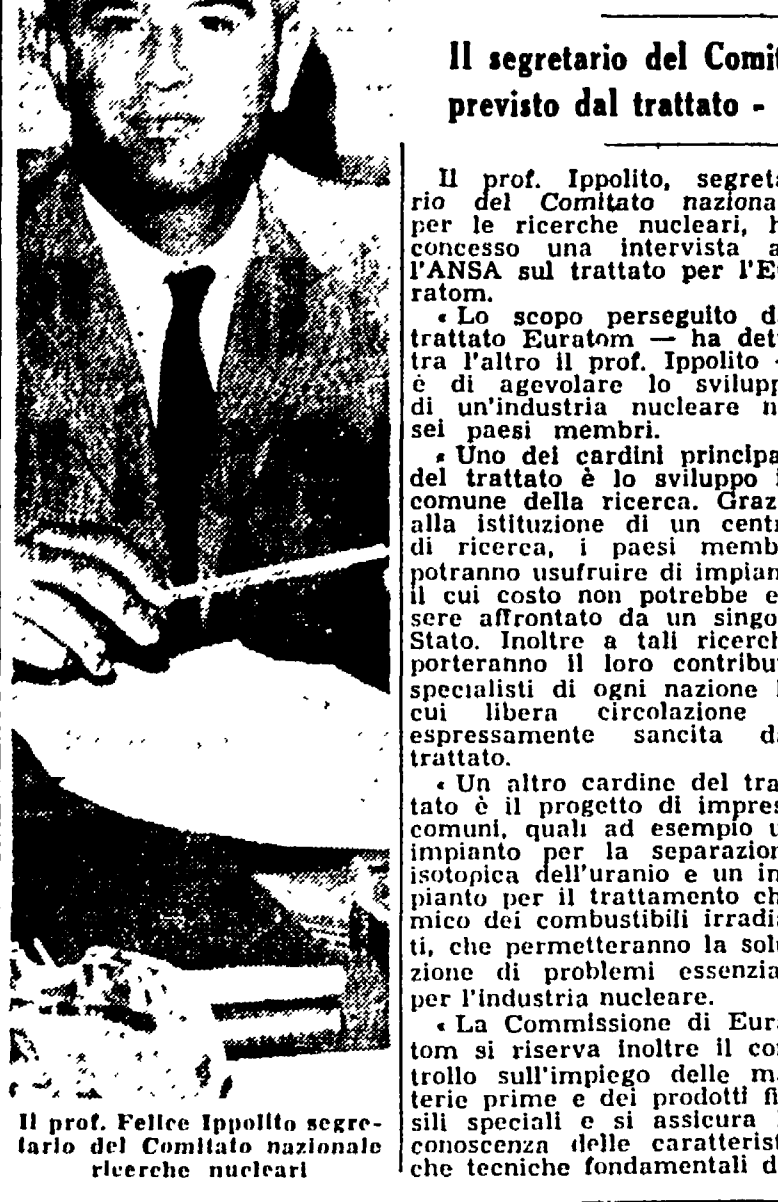 Il segretario del Comit
previsto dal trattato -
Il prof. Ippolito, segreta
rio del Comitato naziona
per le ricerche nucleari, h
concesso una intervista a
l'ANSA sul trattato per l'E
ratom.
« Lo scopo perseguito d
trattato Euratom — ha det
tra l'altro il prof. Ippolito -
è di agevolare lo svilupp
di un'industria nucleare n
sei paesi membri.
« Uno dei cardini principa
del trattato è lo sviluppo i
comune della ricerca. Graz
alla istituzione di un centr
di ricerca, i paesi memb
potranno usufruire di impian
il cui costo non potrebbe e
sere affrontato da un singo
Stato. Inoltre a tali ricerch
porteranno il loro contribu
specialisti di ogni nazione l
cui libera circolazione
espressamente sancita d
trattato.
« Un altro cardine del tra
tato è il progetto di impres
comuni, quali ad esempio u
impianto per la separazion
isotopica dell'uranio e un im
pianto per il trattamento ch
mico dei combustibili irradia
ti, che permetteranno la solu
zione di problemi essenzia
per l'industria nucleare.
« La Commissione di Eura
tom si riserva inoltre il con
trollo sull'impiego delle ma
terie prime e dei prodotti fi
sili speciali e si assicura
conoscenza delle caratterist
che tecniche fondamentali d
Il prof. Felice Ippolito segre-
tario del Comitato nazionale
ricerche nucleari